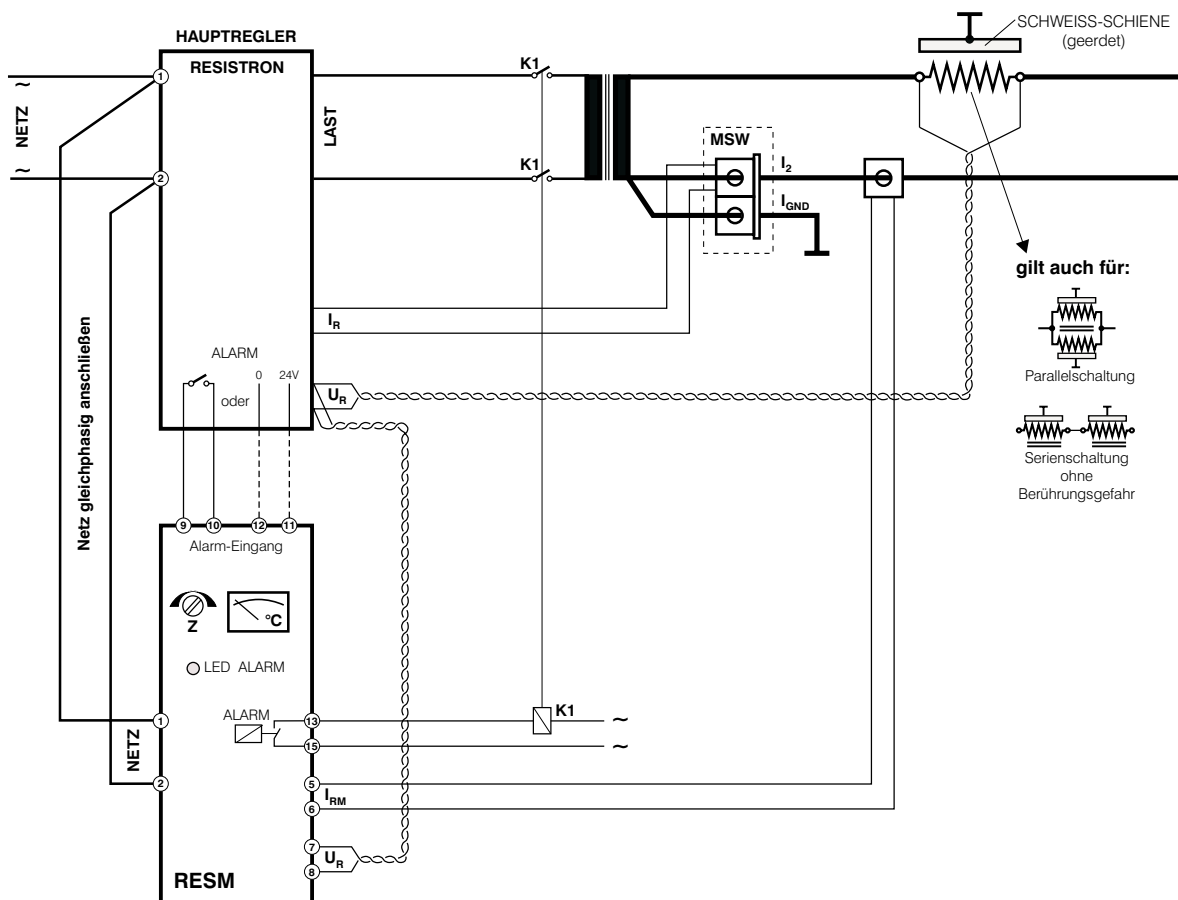 HAUPTREGLER
RESISTRON
SCHWEISS-SCHIENE
(geerdet)
1
~
NETZ
~
2
LAST
K1
K1
MSW
I2
IGND
gilt auch für:
Parallelschaltung
Serienschaltung
ohne
Berührungsgefahr
IR
ALARM
0 24V
oder
UR
Netz gleichphasig anschließen
9 10 12 11
Alarm-Eingang
Z
°C
LED ALARM
ALARM
1
NETZ
2
13
K1
~
15
~
5
IRM
6
7
UR
8
RESM